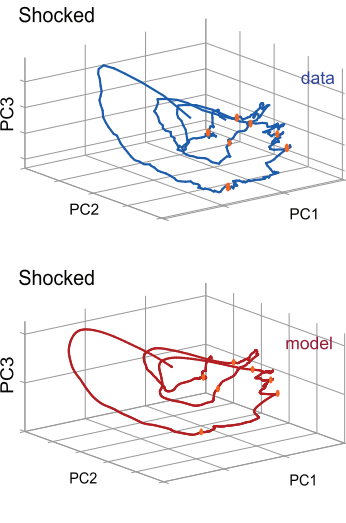 Shocked
data
PC3
PC2
PC1
Shocked
model
PC3
PC2
PC1